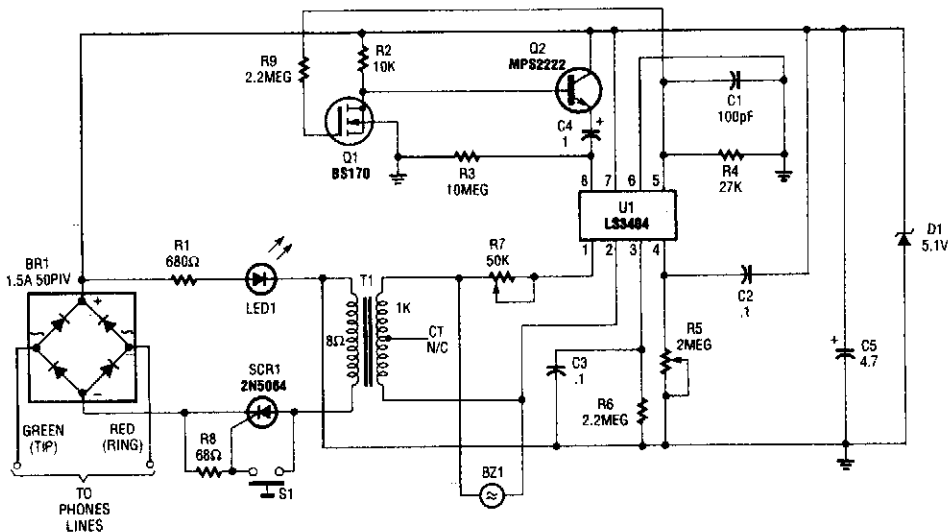 R9
2.2MEG
R2
10K
Q2
MPS2222
Q1
BS170
C4
+
.1
R3
10MEG
C1
100pF
R4
27K
8 7 6 5
U1
LS3404
1 2 3 4
D1
5.1V
BR1
1.5A 50PIV
R1
680Ω
LED1
T1
8Ω
1K
CT
N/C
R7
50K
C2
.1
R5
2MEG
C3
.1
R6
2.2MEG
+
C5
4.7
+
−
SCR1
2N5064
R8
68Ω
S1
BZ1
GREEN
(TIP)
RED
(RING)
TO
PHONES
LINES